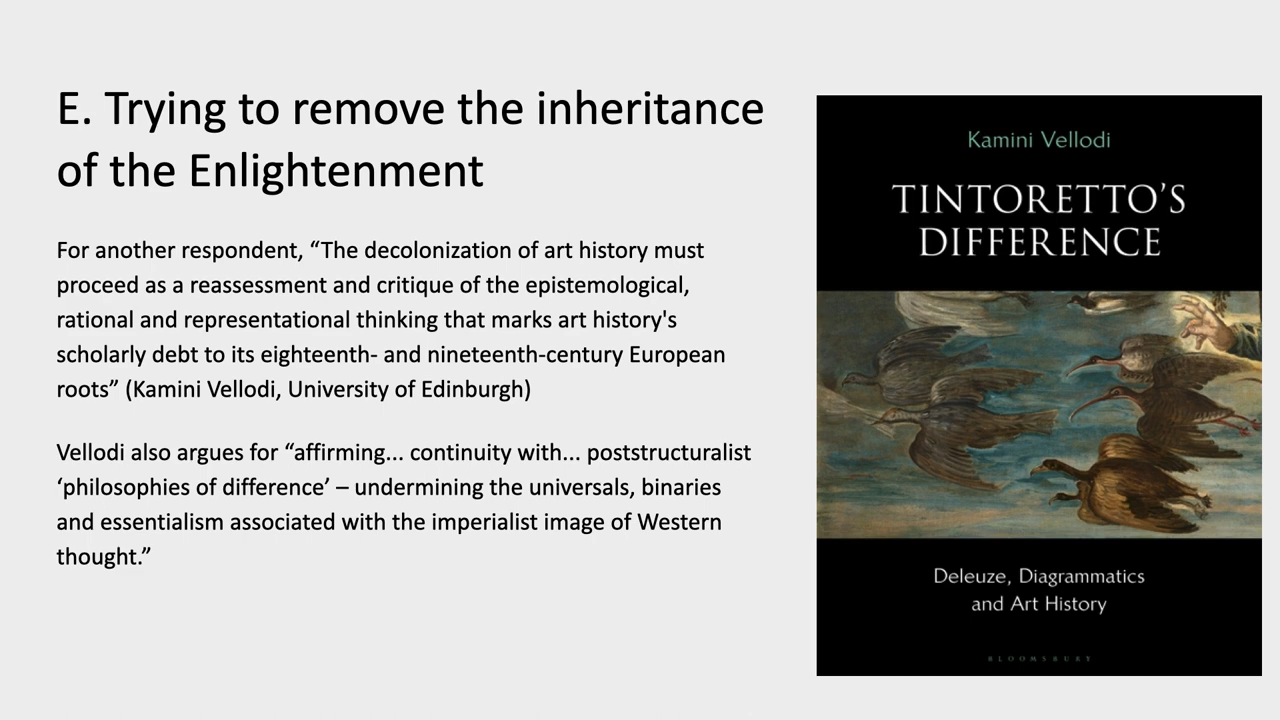 E. Trying to remove the inheritance
of the Enlightenment
For another respondent, “The decolonization of art history must
proceed as a reassessment and critique of the epistemological,
rational and representational thinking that marks art history's
scholarly debt to its eighteenth- and nineteenth-century European
roots” (Kamini Vellodi, University of Edinburgh)
Vellodi also argues for “affirming... continuity with... poststructuralist
‘philosophies of difference’ – undermining the universals, binaries
and essentialism associated with the imperialist image of Western
thought.”
Kamini Vellodi
TINTORETTO’S
DIFFERENCE
Deleuze, Diagrammatics
and Art History
BLOOMSBURY